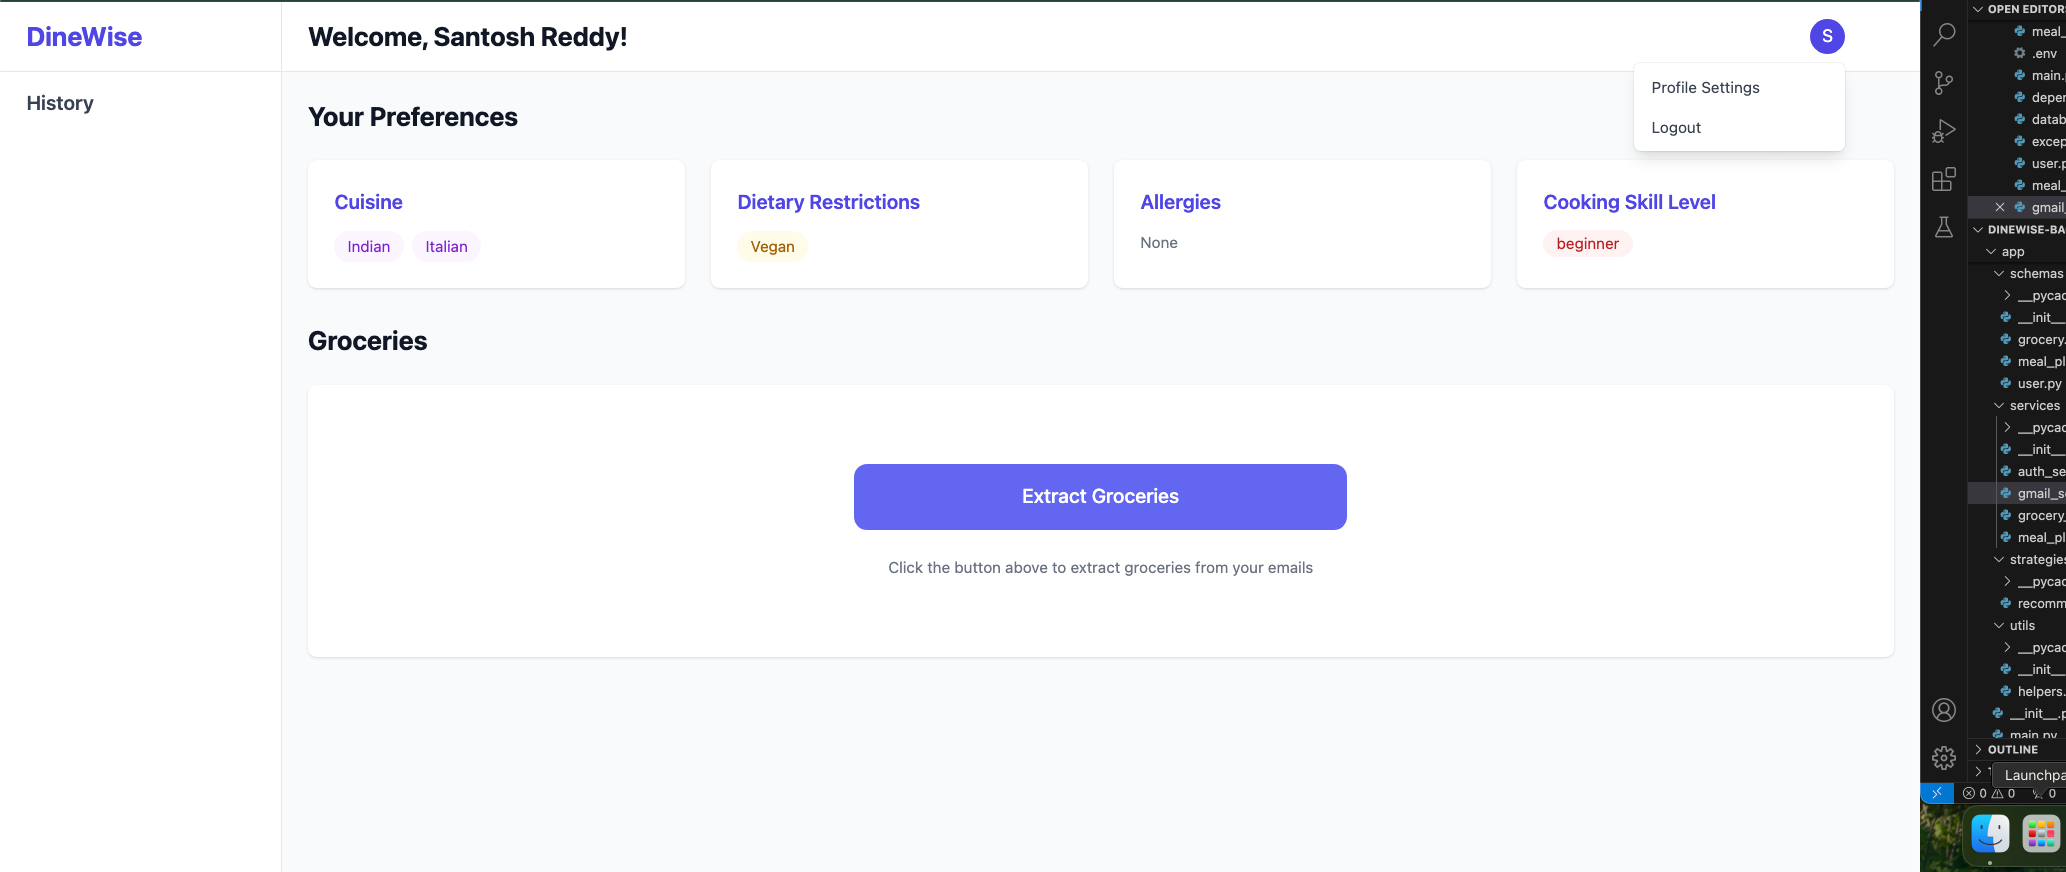 DineWise
History
Welcome, Santosh Reddy!
S
Profile Settings
Logout
Your Preferences
Cuisine
Indian Italian
Dietary Restrictions
Vegan
Allergies
None
Cooking Skill Level
beginner
Groceries
Extract Groceries
Click the button above to extract groceries from your emails
OPEN EDITOR
meal_
.env
main.
deper
datab
excep
user.p
meal_
gmail_
DINEWISE-BA
app
schemas
__pycac
__init__
grocery.
meal_pl
user.py
services
__pycac
__init__
auth_se
gmail_se
grocery_
meal_pl
strategies
__pycac
recomm
utils
__pycac
__init__
helpers.
__init__.p
main.py
OUTLINE
Launchpa
0 0 0